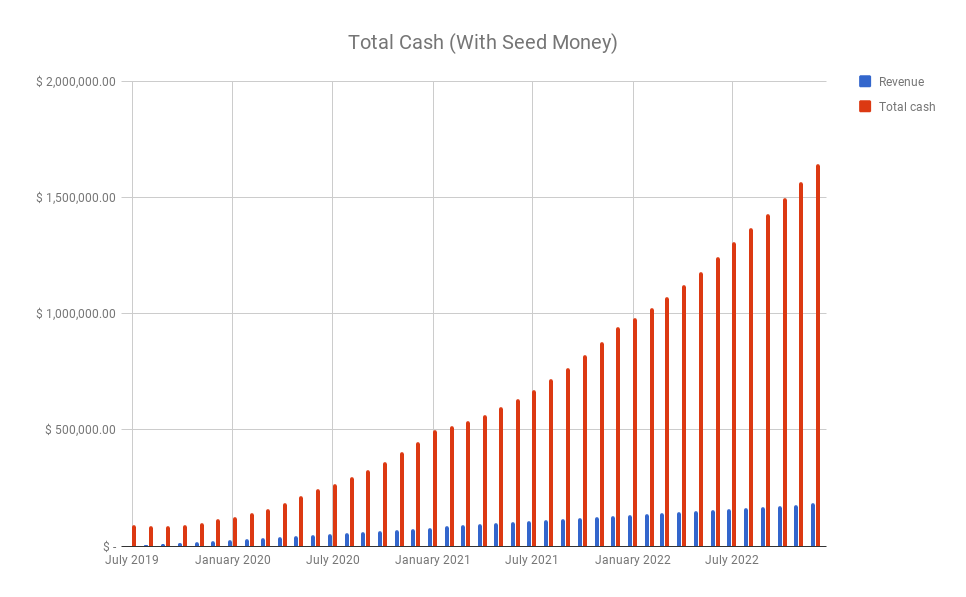 Total Cash (With Seed Money)
$ 2,000,000.00
$ 1,500,000.00
$ 1,000,000.00
$ 500,000.00
$ -
July 2019 January 2020 July 2020 January 2021 July 2021 January 2022 July 2022
Revenue
Total cash